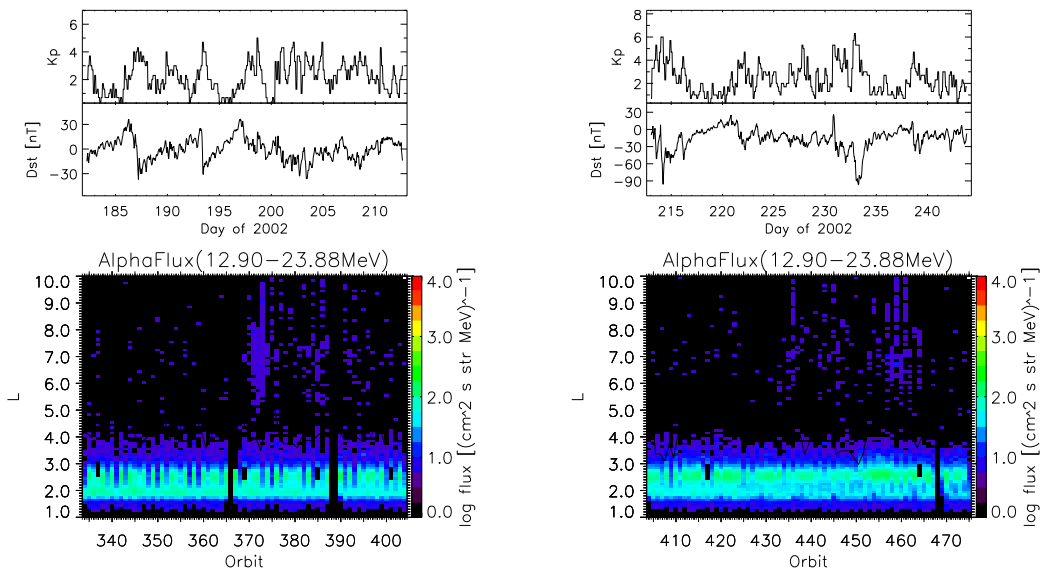 6
4
2
Kp
30
0
−30
Dst [nT]
185 190 195 200 205 210
Day of 2002
8
6
4
2
Kp
30
0
−30
−60
−90
Dst [nT]
215 220 225 230 235 240
Day of 2002
AlphaFlux(12.90−23.88MeV)
10.0
9.0
8.0
7.0
6.0
5.0
4.0
3.0
2.0
1.0
L
340 350 360 370 380 390 400
Orbit
4.0
3.0
2.0
1.0
0.0
log flux [(cm^2 s str MeV)^−1]
AlphaFlux(12.90−23.88MeV)
10.0
9.0
8.0
7.0
6.0
5.0
4.0
3.0
2.0
1.0
L
410 420 430 440 450 460 470
Orbit
4.0
3.0
2.0
1.0
0.0
log flux [(cm^2 s str MeV)^−1]